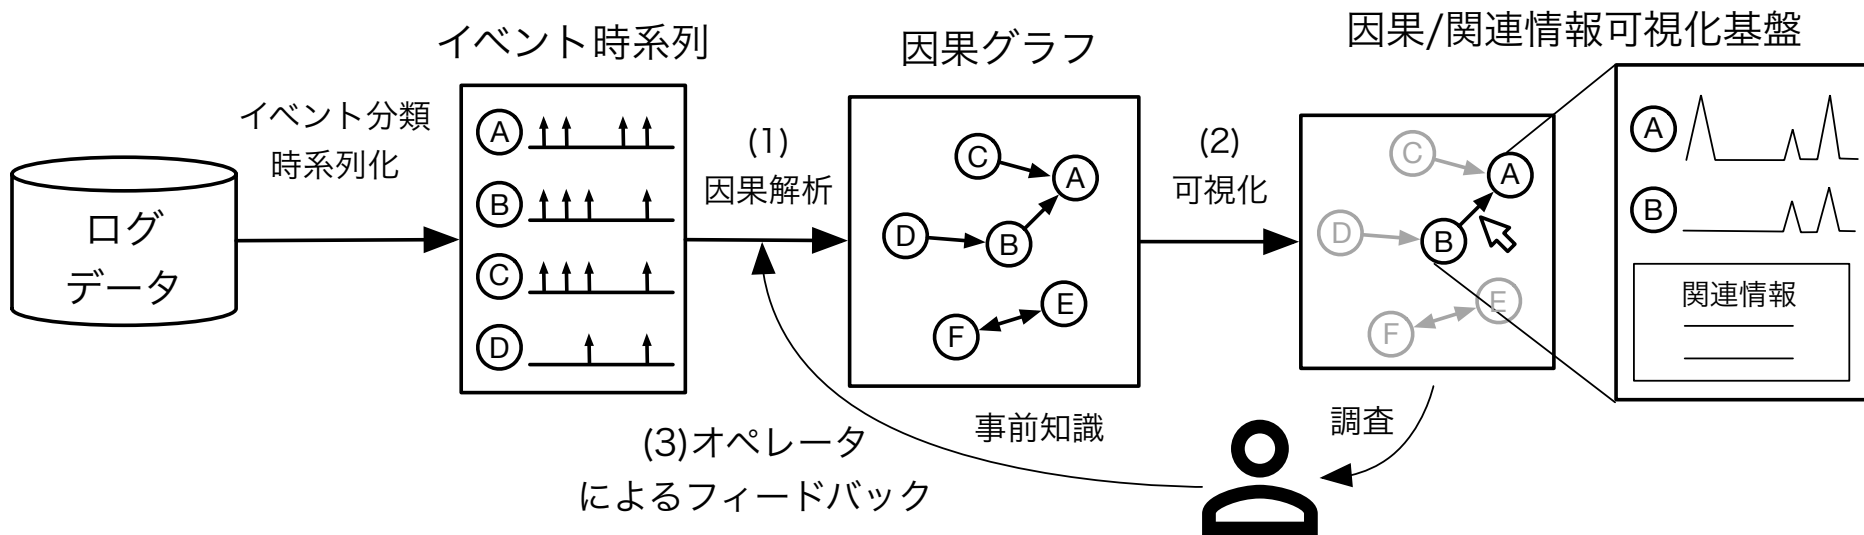 イベント時系列
因果グラフ
因果/関連情報可視化基盤
イベント分類
時系列化
ログ
データ
A
B
C
D
(1)
因果解析
C
A
D
B
E
F
(2)
可視化
C
A
D
B
E
F
A
B
関連情報
(3)オペレータ
によるフィードバック
事前知識
調査